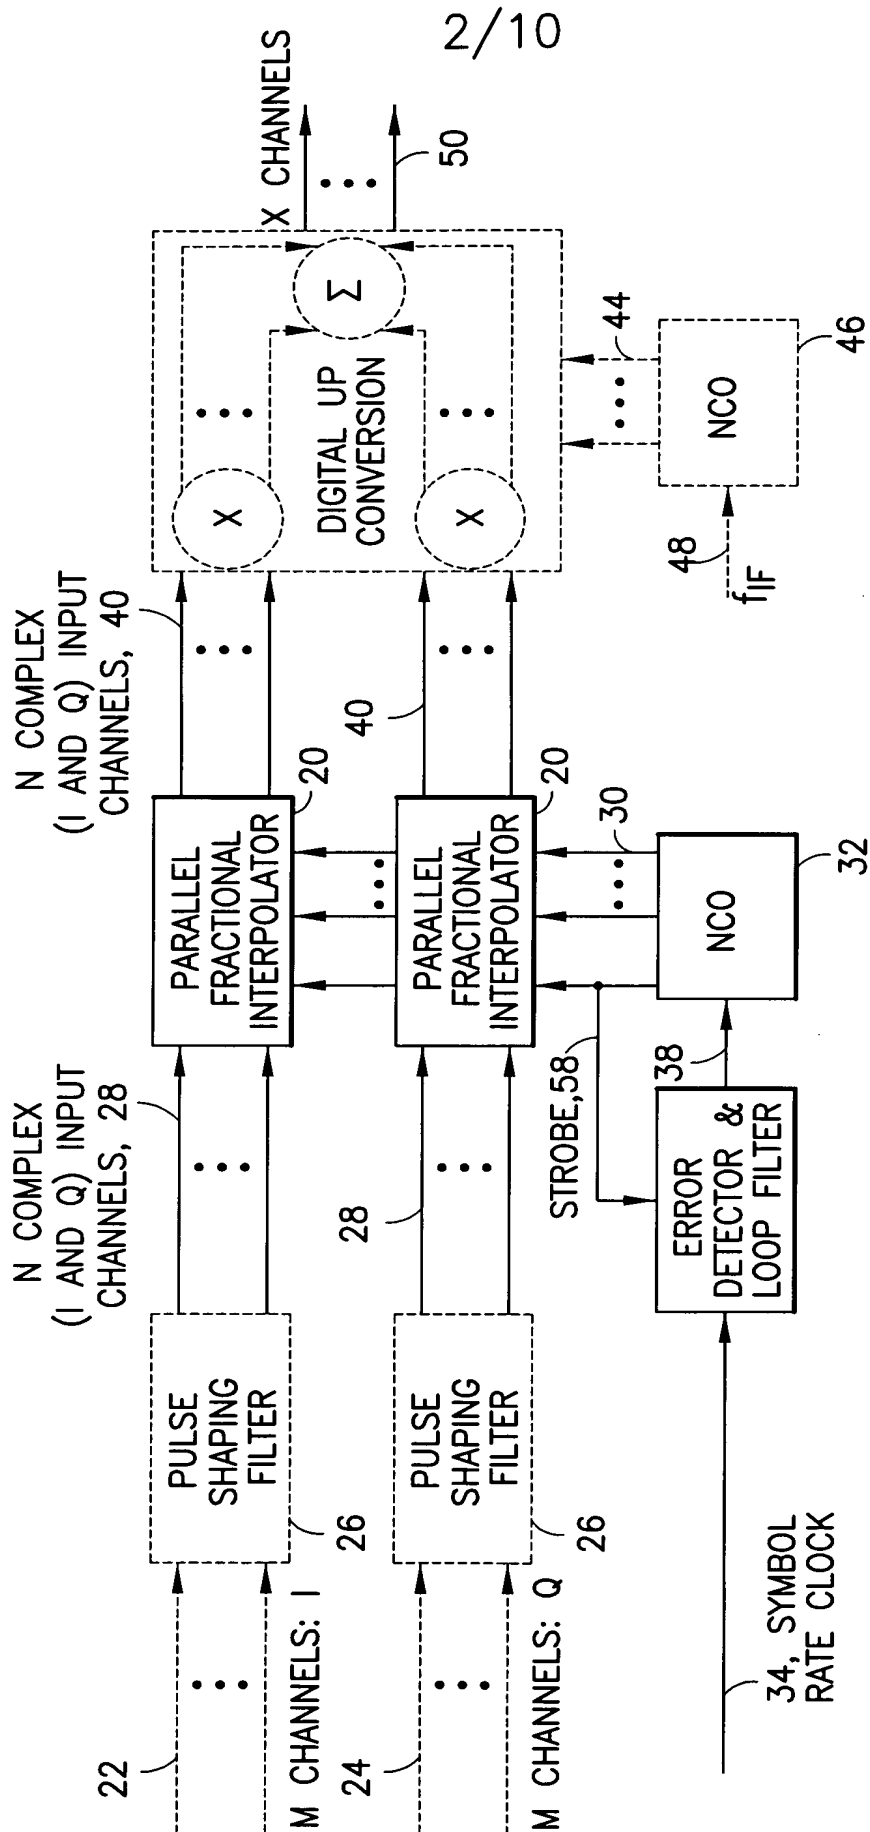 2/10
22
M CHANNELS: I
24
M CHANNELS: Q
34, SYMBOL
RATE CLOCK
PULSE
SHAPING
FILTER
26
PULSE
SHAPING
FILTER
26
N COMPLEX
(I AND Q) INPUT
CHANNELS, 28
28
STROBE,58
ERROR
DETECTOR &
LOOP FILTER
38
PARALLEL
FRACTIONAL
INTERPOLATOR
20
PARALLEL
FRACTIONAL
INTERPOLATOR
20
30
NCO
32
N COMPLEX
(I AND Q) INPUT
CHANNELS, 40
40
X
X
DIGITAL UP
CONVERSION
Σ
X CHANNELS
50
44
NCO
46
48
fIF